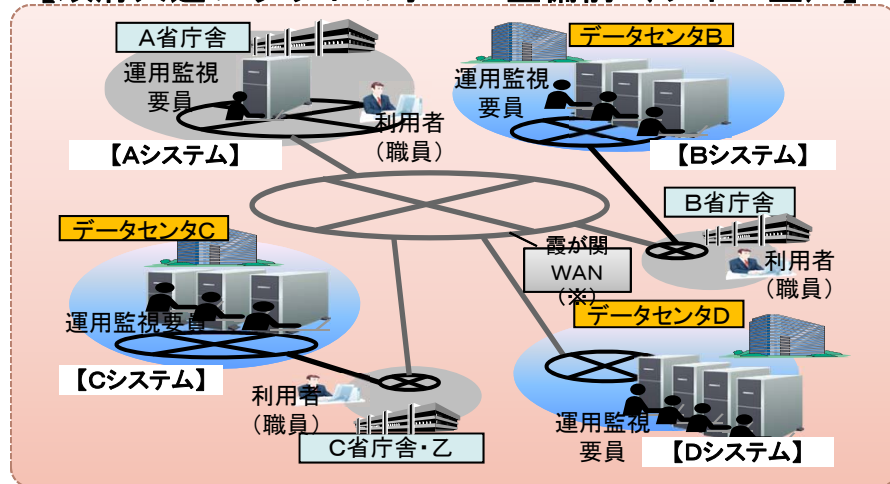 A省庁舎
運用監視
要員
利用者
(職員)
【Aシステム】
データセンタB
運用監視
要員
【Bシステム】
B省庁舎
利用者
(職員)
霞が関
WAN
(※)
データセンタC
運用監視要員
【Cシステム】
利用者
(職員)
C省庁舎・乙
データセンタD
運用監視
要員
【Dシステム】